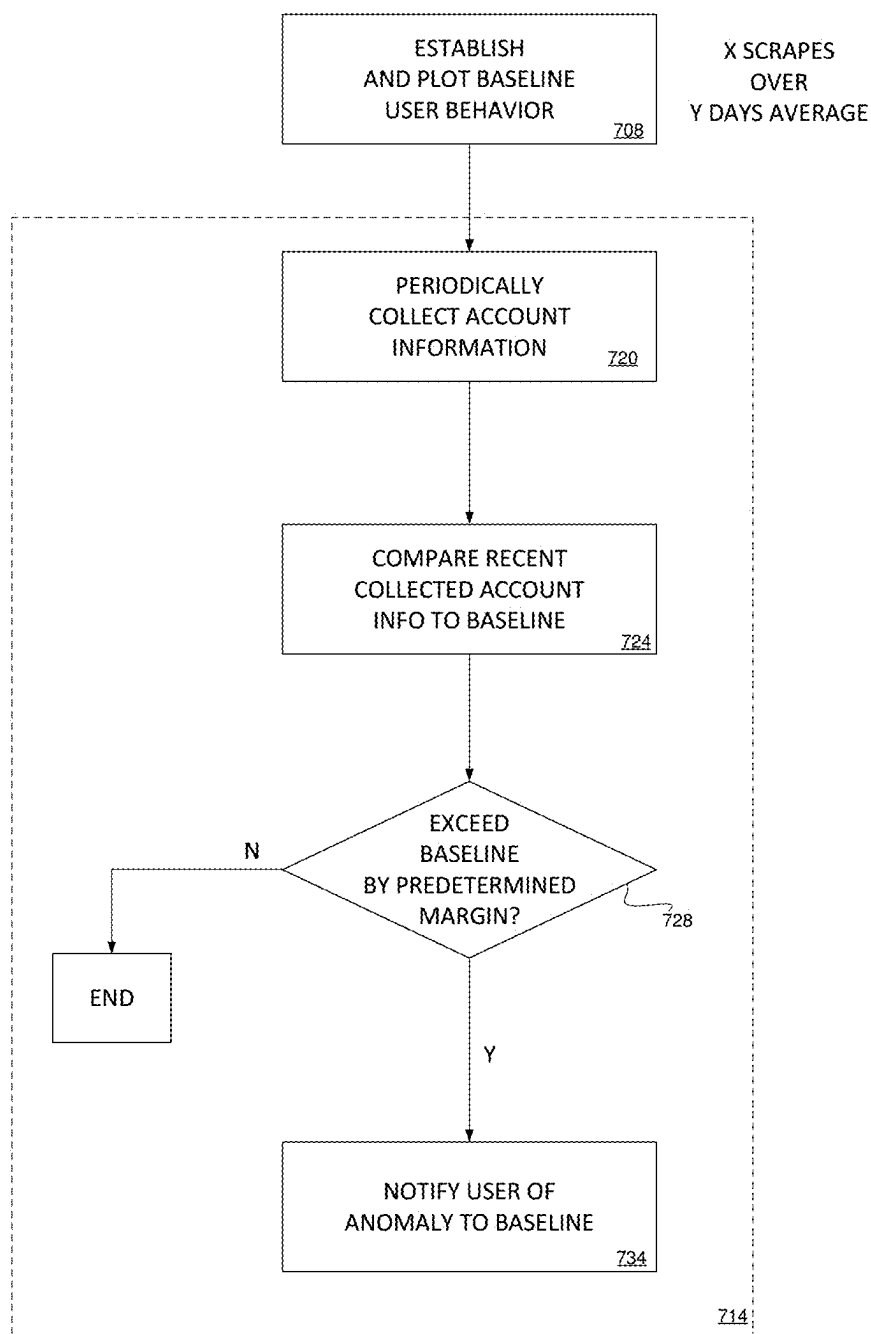 ESTABLISH
AND PLOT BASELINE
USER BEHAVIOR
708
X SCRAPES
OVER
Y DAYS AVERAGE
PERIODICALLY
COLLECT ACCOUNT
INFORMATION
720
COMPARE RECENT
COLLECTED ACCOUNT
INFO TO BASELINE
724
EXCEED
BASELINE
BY PREDETERMINED
MARGIN?
728
N
END
Y
NOTIFY USER OF
ANOMALY TO BASELINE
734
714